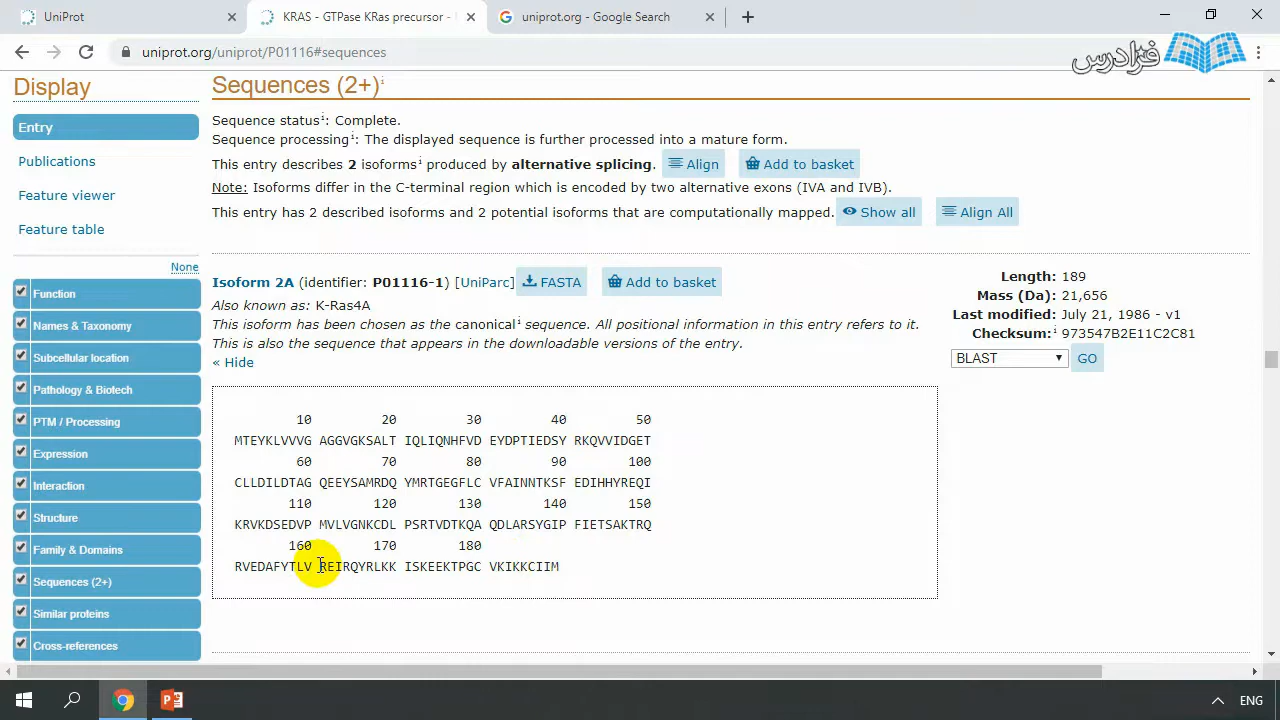 UniProt
KRAS - GTPase KRas precursor -
uniprot.org - Google Search
uniprot.org/uniprot/P01116#sequences
فرادرس
Display
Entry
Publications
Feature viewer
Feature table
None
Function
Names & Taxonomy
Subcellular location
Pathology & Biotech
PTM / Processing
Expression
Interaction
Structure
Family & Domains
Sequences (2+)
Similar proteins
Cross-references
Sequences (2+)i
Sequence statusi: Complete.
Sequence processingi: The displayed sequence is further processed into a mature form.
This entry describes 2 isoformsi produced by alternative splicing. Align Add to basket
Note: Isoforms differ in the C-terminal region which is encoded by two alternative exons (IVA and IVB).
This entry has 2 described isoforms and 2 potential isoforms that are computationally mapped. Show all Align All
Isoform 2A (identifier: P01116-1) [UniParc] FASTA Add to basket
Also known as: K-Ras4A
This isoform has been chosen as the canonicali sequence. All positional information in this entry refers to it.
This is also the sequence that appears in the downloadable versions of the entry.
« Hide
Length: 189
Mass (Da): 21,656
Last modified: July 21, 1986 - v1
Checksum:i 973547B2E11C2C81
BLAST GO
10 20 30 40 50
MTEYKLVVVG AGGVGKSALT IQLIQNHFVD EYDPTIEDSY RKQVVIDGET
60 70 80 90 100
CLLDILDTAG QEEYSAMRDQ YMRTGEGFLC VFAINNTKSF EDIHHYREQI
110 120 130 140 150
KRVKDSEDVP MVLVGNKCDL PSRTVDTKQA QDLARSYGIP FIETSAKTRQ
160 170 180
RVEDAFYTLV REIRQYRLKK ISKEEKTPGC VKIKKCIIM
ENG